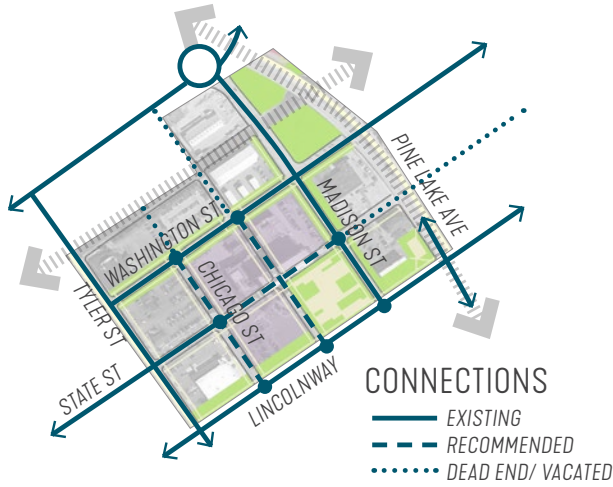 PINE LAKE AVE
MADISON ST
WASHINGTON ST
CHICAGO ST
TYLER ST
STATE ST
LINCOLNWAY
CONNECTIONS
EXISTING
RECOMMENDED
DEAD END/ VACATED